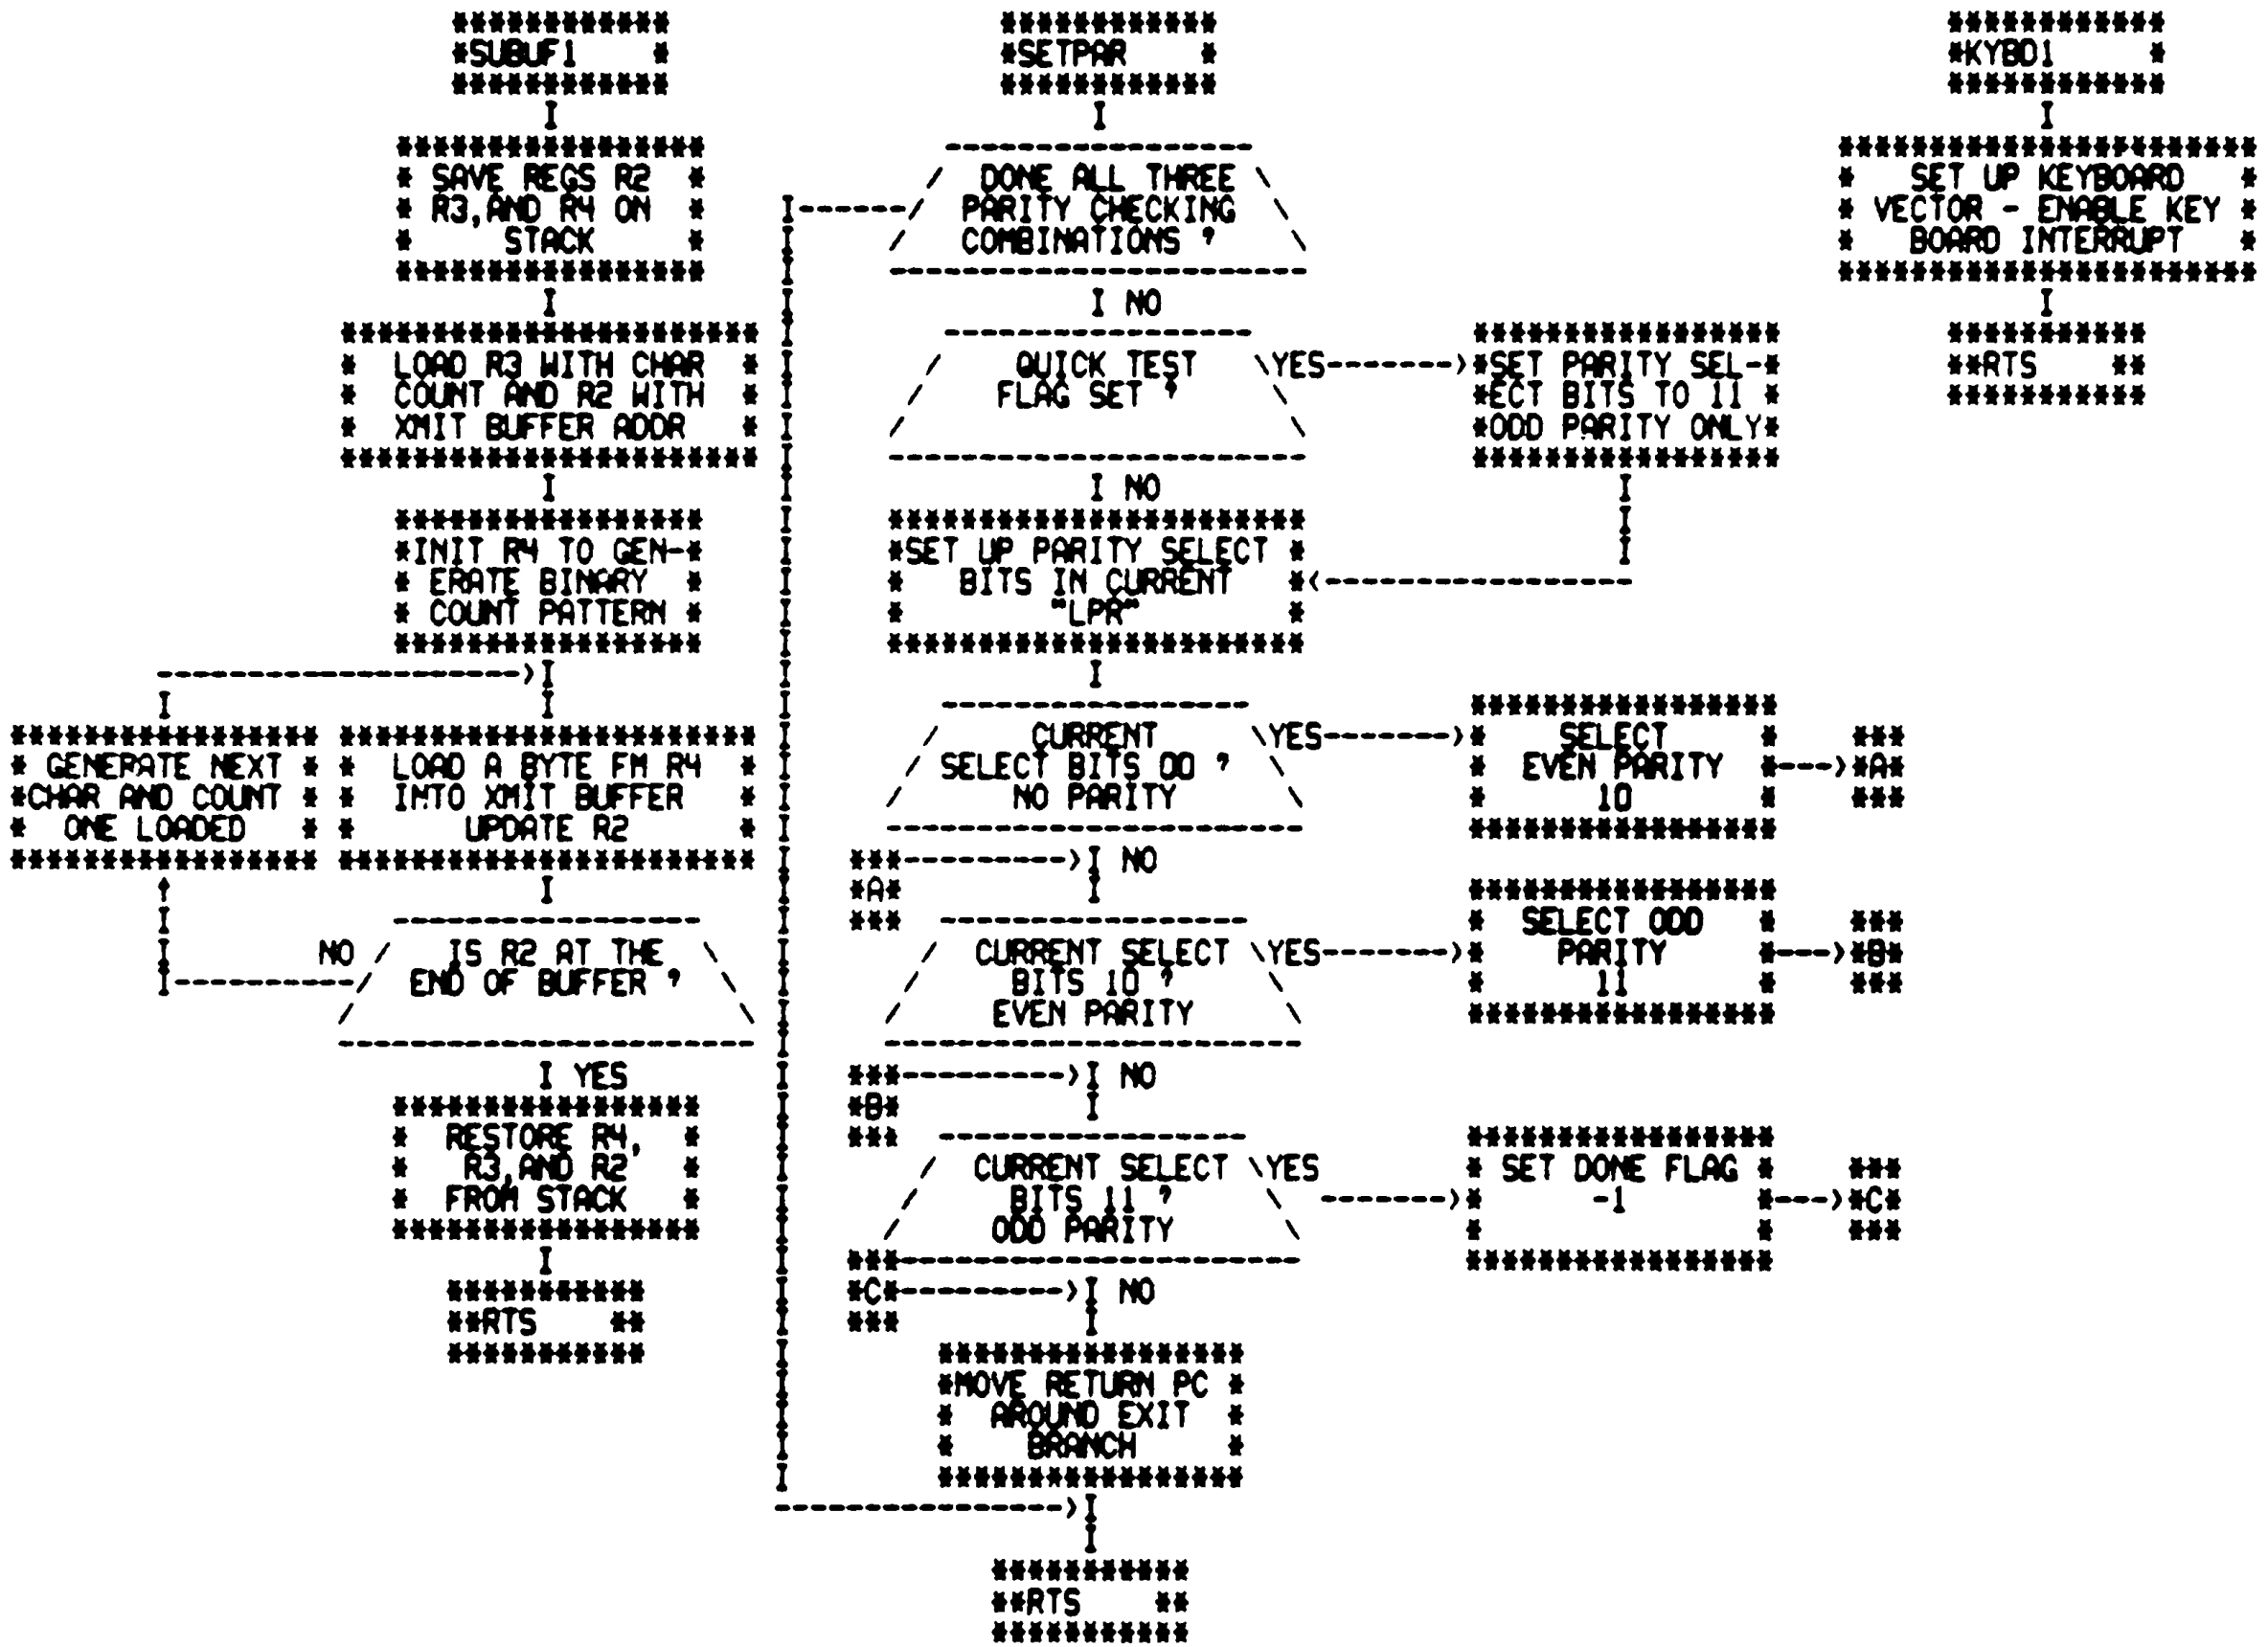 SUBUF1
SAVE REGS R2
R3,AND R4 ON
STACK
LOAD R3 WITH CHAR
COUNT AND R2 WITH
XMIT BUFFER ADDR
INIT R4 TO GEN-
ERATE BINARY
COUNT PATTERN
GENERATE NEXT
CHAR AND COUNT
ONE LOADED
LOAD A BYTE FM R4
INTO XMIT BUFFER
UPDATE R2
NO
IS R2 AT THE
END OF BUFFER ?
YES
RESTORE R4,
R3,AND R2
FROM STACK
RTS
SETPAR
DONE ALL THREE
PARITY CHECKING
COMBINATIONS ?
NO
QUICK TEST
FLAG SET ?
YES
SET PARITY SEL-
ECT BITS TO 11
ODD PARITY ONLY
NO
SET UP PARITY SELECT
BITS IN CURRENT
"LPR"
CURRENT
SELECT BITS 00 ?
NO PARITY
YES
SELECT
EVEN PARITY
10
A
A
NO
CURRENT SELECT
BITS 10 ?
EVEN PARITY
YES
SELECT ODD
PARITY
11
B
B
NO
CURRENT SELECT
BITS 11 ?
ODD PARITY
YES
SET DONE FLAG
-1
C
C
NO
MOVE RETURN PC
AROUND EXIT
BRANCH
RTS
KYBD1
SET UP KEYBOARD
VECTOR - ENABLE KEY
BOARD INTERRUPT
RTS